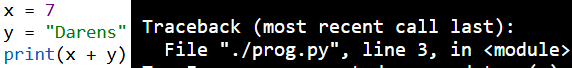 x = 7
y = "Darens"
print(x + y)
Traceback (most recent call last):
File "./prog.py", line 3, in <module>